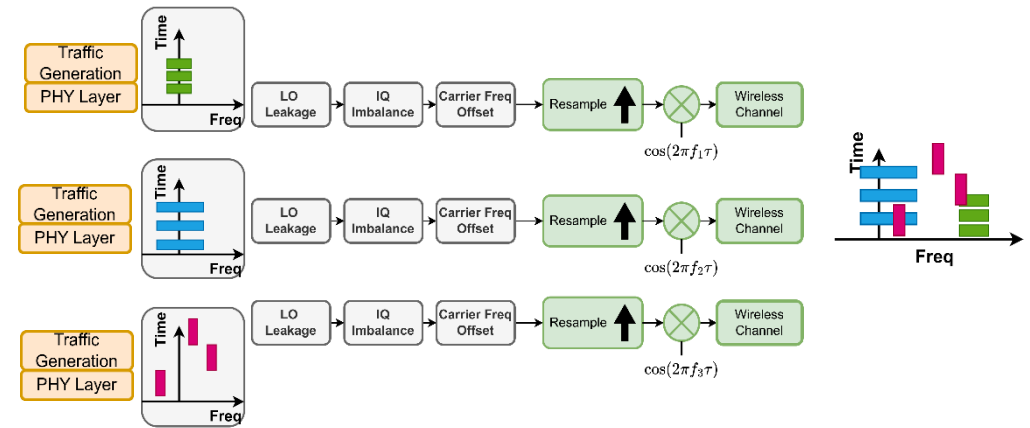 Traffic
Generation
PHY Layer
Time
Freq
LO
Leakage
IQ
Imbalance
Carrier Freq
Offset
Resample
Wireless
Channel
cos(2πf₁τ)
Traffic
Generation
PHY Layer
Time
Freq
LO
Leakage
IQ
Imbalance
Carrier Freq
Offset
Resample
Wireless
Channel
cos(2πf₂τ)
Traffic
Generation
PHY Layer
Time
Freq
LO
Leakage
IQ
Imbalance
Carrier Freq
Offset
Resample
Wireless
Channel
cos(2πf₃τ)
Time
Freq